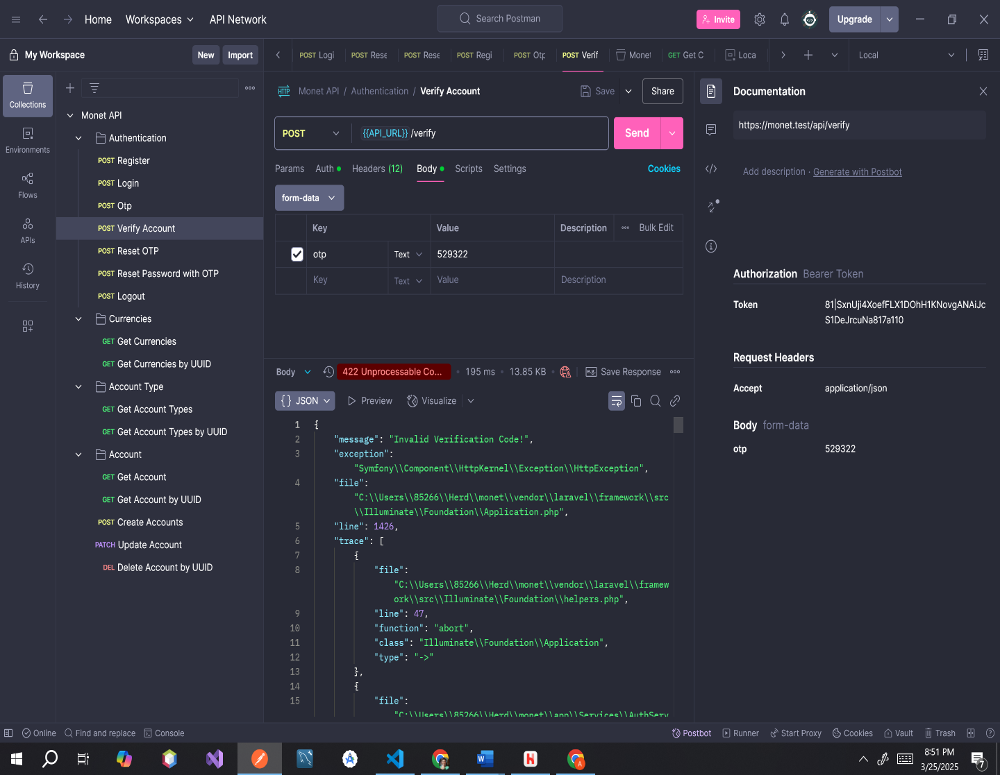 Home
Workspaces
API Network
Search Postman
Invite
Upgrade
My Workspace
New
Import
POST Logi
POST Rese
POST Rese
POST Regi
POST Otp
POST Verif
Monet
GET Get C
Loca
Local
Collections
Environments
Flows
APIs
History
Monet API
Authentication
POST Register
POST Login
POST Otp
POST Verify Account
POST Reset OTP
POST Reset Password with OTP
POST Logout
Currencies
GET Get Currencies
GET Get Currencies by UUID
Account Type
GET Get Account Types
GET Get Account Types by UUID
Account
GET Get Account
GET Get Account by UUID
POST Create Accounts
PATCH Update Account
DEL Delete Account by UUID
HTTP Monet API / Authentication / Verify Account
Save
Share
POST
{{API_URL}} /verify
Send
Params
Auth
Headers (12)
Body
Scripts
Settings
Cookies
form-data
Key Value Description Bulk Edit
otp Text 529322
Key Text Value Description
Body
422 Unprocessable Co...
195 ms
13.85 KB
e.g. Save Response
{} JSON
Preview
Visualize
1 {
2 "message": "Invalid Verification Code!",
3 "exception":
"Symfony\\Component\\HttpKernel\\Exception\\HttpException",
4 "file":
"C:\\Users\\85266\\Herd\\monet\\vendor\\laravel\\framework\\src
\\Illuminate\\Foundation\\Application.php",
5 "line": 1426,
6 "trace": [
7 {
8 "file":
"C:\\Users\\85266\\Herd\\monet\\vendor\\laravel\\framew
ork\\src\\Illuminate\\Foundation\\helpers.php",
9 "line": 47,
10 "function": "abort",
11 "class": "Illuminate\\Foundation\\Application",
12 "type": "->"
13 },
14 {
15 "file":
"C:\\Users\\85266\\Herd\\monet\\app\\Services\\AuthServ
Documentation
https://monet.test/api/verify
Add description · Generate with Postbot
Authorization Bearer Token
Token 81|SxnUji4XoefFLX1DOhH1KNovgANAiJc
S1DeJrcuNa817a110
Request Headers
Accept application/json
Body form-data
otp 529322
Online
Find and replace
Console
Postbot
Runner
Start Proxy
Cookies
Vault
Trash
8:51 PM
3/25/2025
7